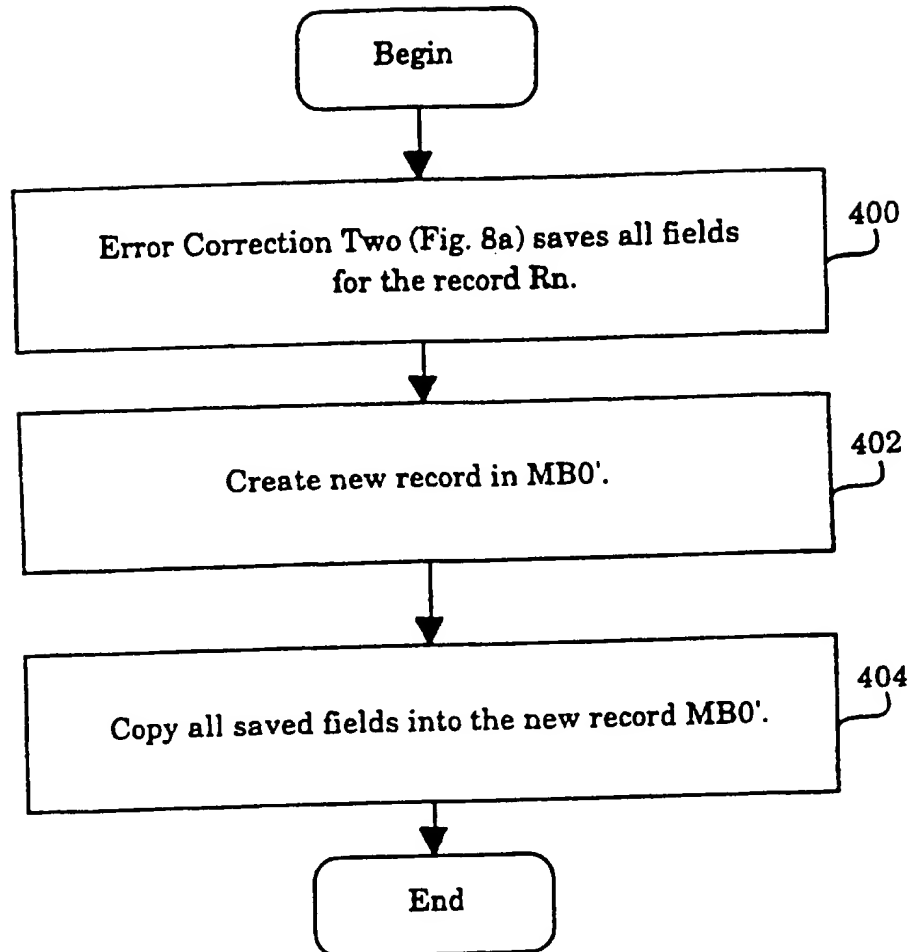 Begin
Error Correction Two (Fig. 8a) saves all fields
for the record Rn.
400
Create new record in MB0'.
402
Copy all saved fields into the new record MB0'.
404
End